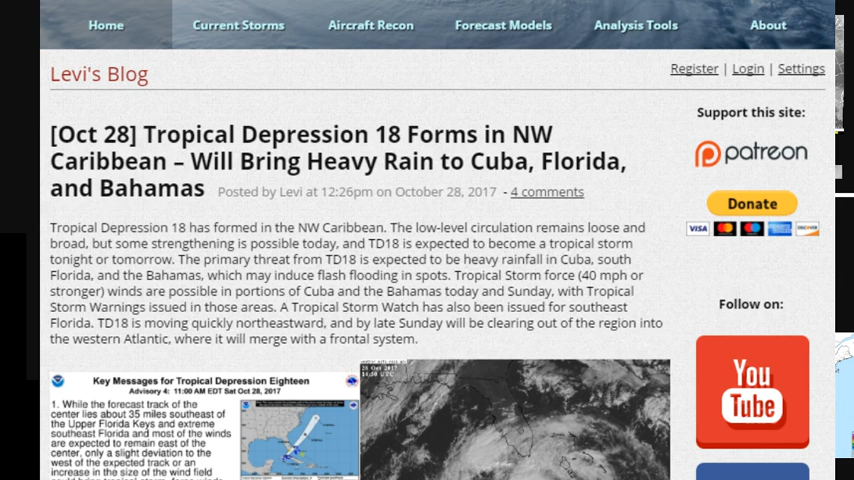 Home Current Storms Aircraft Recon Forecast Models Analysis Tools About
Levi's Blog
Register | Login | Settings
[Oct 28] Tropical Depression 18 Forms in NW
Caribbean – Will Bring Heavy Rain to Cuba, Florida,
and Bahamas Posted by Levi at 12:26pm on October 28, 2017 - 4 comments
Tropical Depression 18 has formed in the NW Caribbean. The low-level circulation remains loose and
broad, but some strengthening is possible today, and TD18 is expected to become a tropical storm
tonight or tomorrow. The primary threat from TD18 is expected to be heavy rainfall in Cuba, south
Florida, and the Bahamas, which may induce flash flooding in spots. Tropical Storm force (40 mph or
stronger) winds are possible in portions of Cuba and the Bahamas today and Sunday, with Tropical
Storm Warnings issued in those areas. A Tropical Storm Watch has also been issued for southeast
Florida. TD18 is moving quickly northeastward, and by late Sunday will be clearing out of the region into
the western Atlantic, where it will merge with a frontal system.
Key Messages for Tropical Depression Eighteen
Advisory 4: 11:00 AM EDT Sat Oct 28, 2017
1. While the forecast track of the
center lies about 35 miles southeast of
the Upper Florida Keys and extreme
southeast Florida and most of the winds
are expected to remain east of the
center, only a slight deviation to the
west of the expected track or an
increase in the size of the wind field
28 Oct 2017
Support this site:
patreon
Donate
VISA
DISCOVER
Follow on:
You
Tube